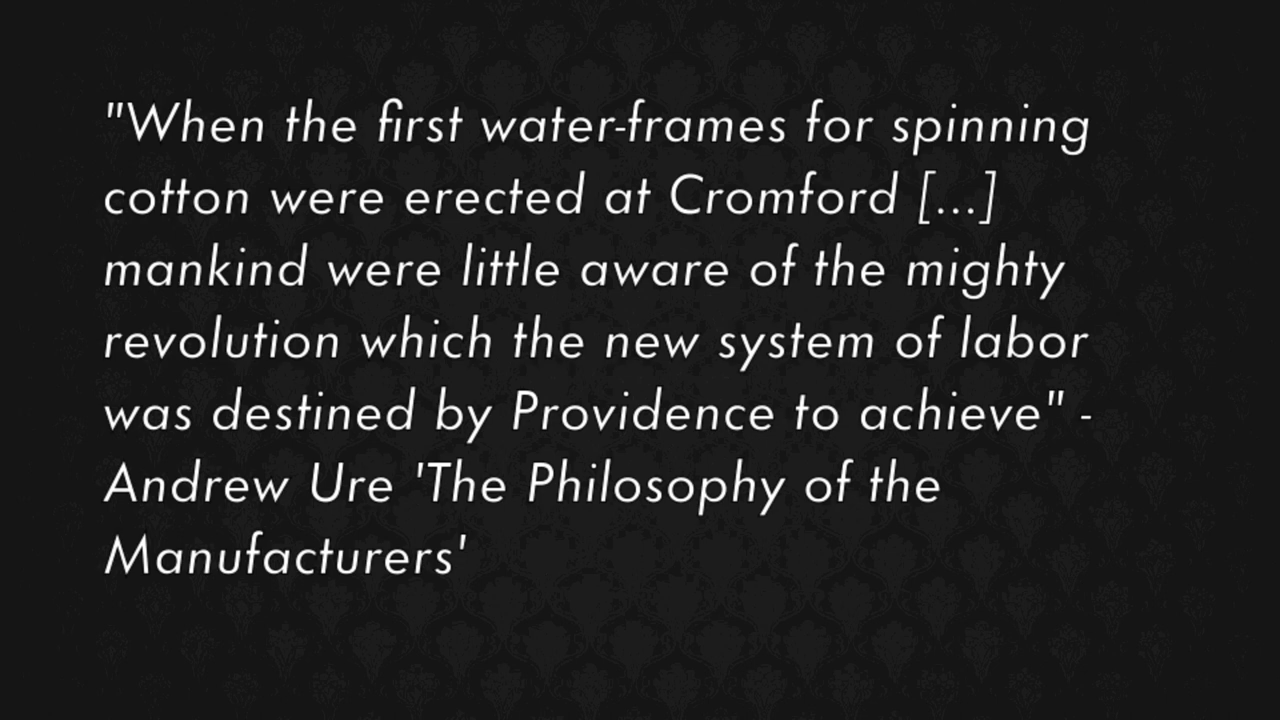 "When the first water-frames for spinning
cotton were erected at Cromford [...]
mankind were little aware of the mighty
revolution which the new system of labor
was destined by Providence to achieve" -
Andrew Ure 'The Philosophy of the
Manufacturers'